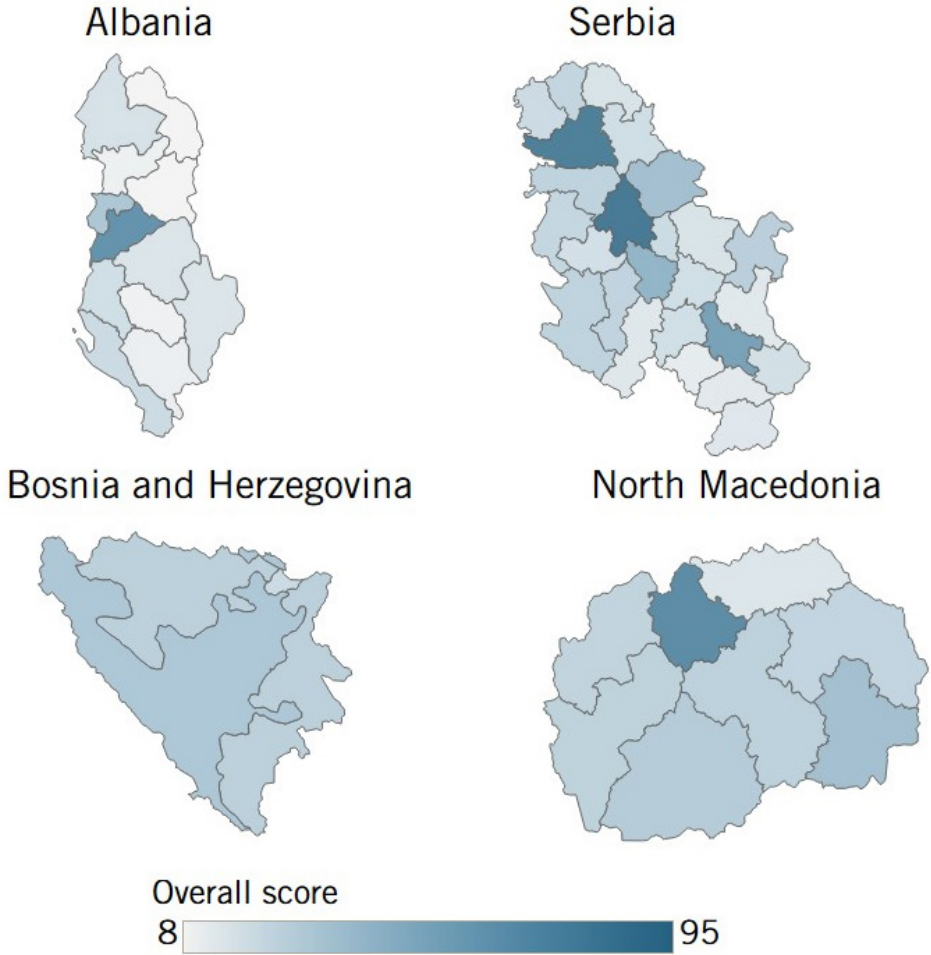 Albania
Serbia
Bosnia and Herzegovina
North Macedonia
Overall score
8
95